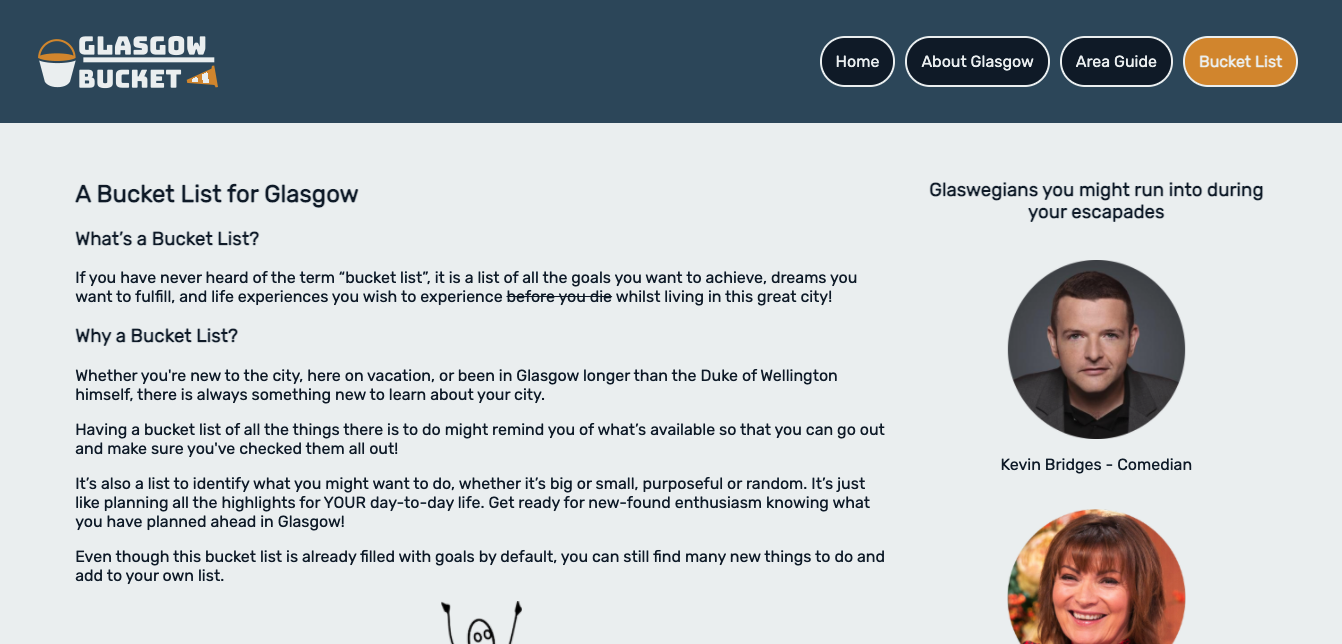 GLASGOW
BUCKET
Home
About Glasgow
Area Guide
Bucket List
A Bucket List for Glasgow
What’s a Bucket List?
If you have never heard of the term “bucket list”, it is a list of all the goals you want to achieve, dreams you
want to fulfill, and life experiences you wish to experience before you die whilst living in this great city!
Why a Bucket List?
Whether you're new to the city, here on vacation, or been in Glasgow longer than the Duke of Wellington
himself, there is always something new to learn about your city.
Having a bucket list of all the things there is to do might remind you of what’s available so that you can go out
and make sure you've checked them all out!
It’s also a list to identify what you might want to do, whether it’s big or small, purposeful or random. It’s just
like planning all the highlights for YOUR day-to-day life. Get ready for new-found enthusiasm knowing what
you have planned ahead in Glasgow!
Even though this bucket list is already filled with goals by default, you can still find many new things to do and
add to your own list.
Glaswegians you might run into during
your escapades
Kevin Bridges - Comedian